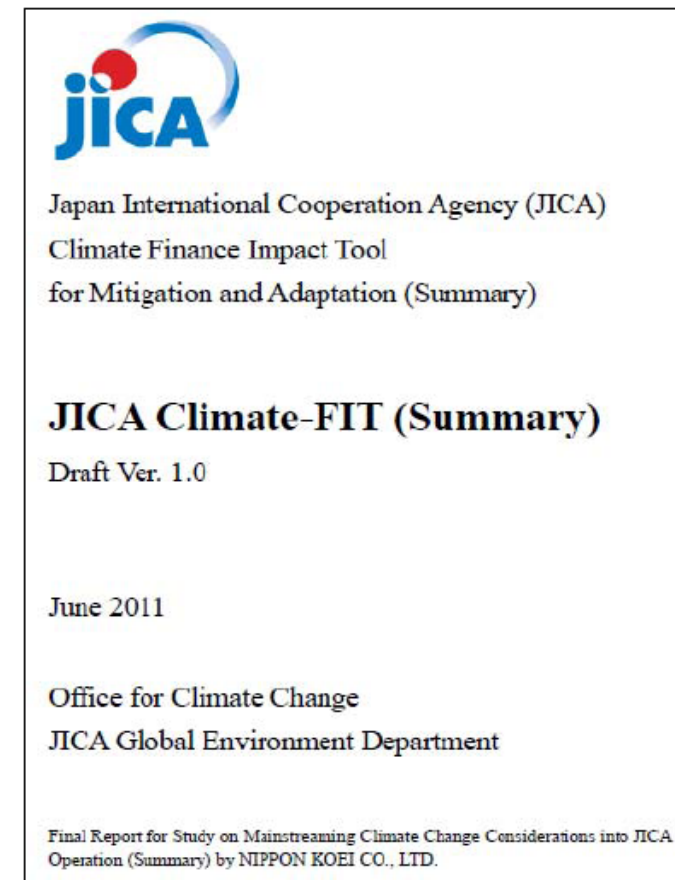 jica
Japan International Cooperation Agency (JICA)
Climate Finance Impact Tool
for Mitigation and Adaptation (Summary)
JICA Climate-FIT (Summary)
Draft Ver. 1.0
June 2011
Office for Climate Change
JICA Global Environment Department
Final Report for Study on Mainstreaming Climate Change Considerations into JICA
Operation (Summary) by NIPPON KOEI CO., LTD.